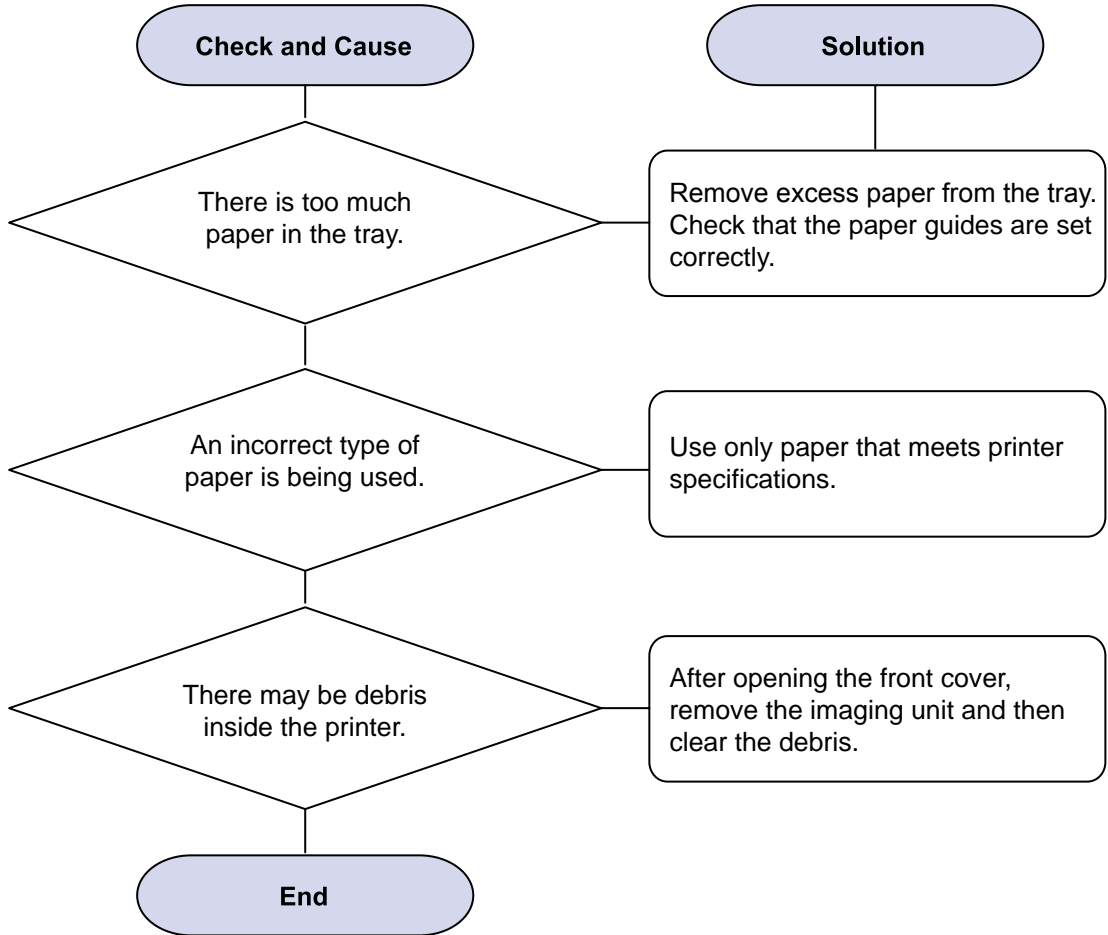 Check and Cause
Solution
There is too much
paper in the tray.
Remove excess paper from the tray.
Check that the paper guides are set
correctly.
An incorrect type of
paper is being used.
Use only paper that meets printer
specifications.
There may be debris
inside the printer.
After opening the front cover,
remove the imaging unit and then
clear the debris.
End